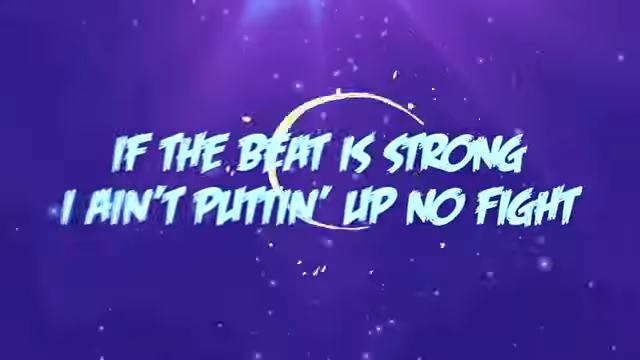 IF THE BEAT IS STRONG
I AIN'T PUTTIN' UP NO FIGHT